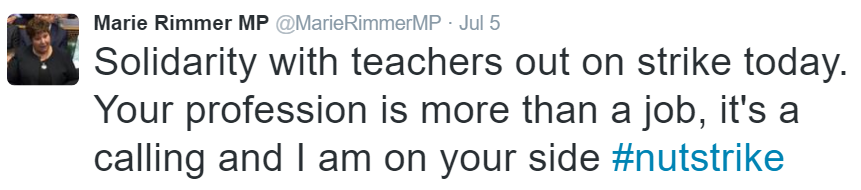 Marie Rimmer MP @MarieRimmerMP · Jul 5
Solidarity with teachers out on strike today.
Your profession is more than a job, it's a
calling and I am on your side #nutstrike